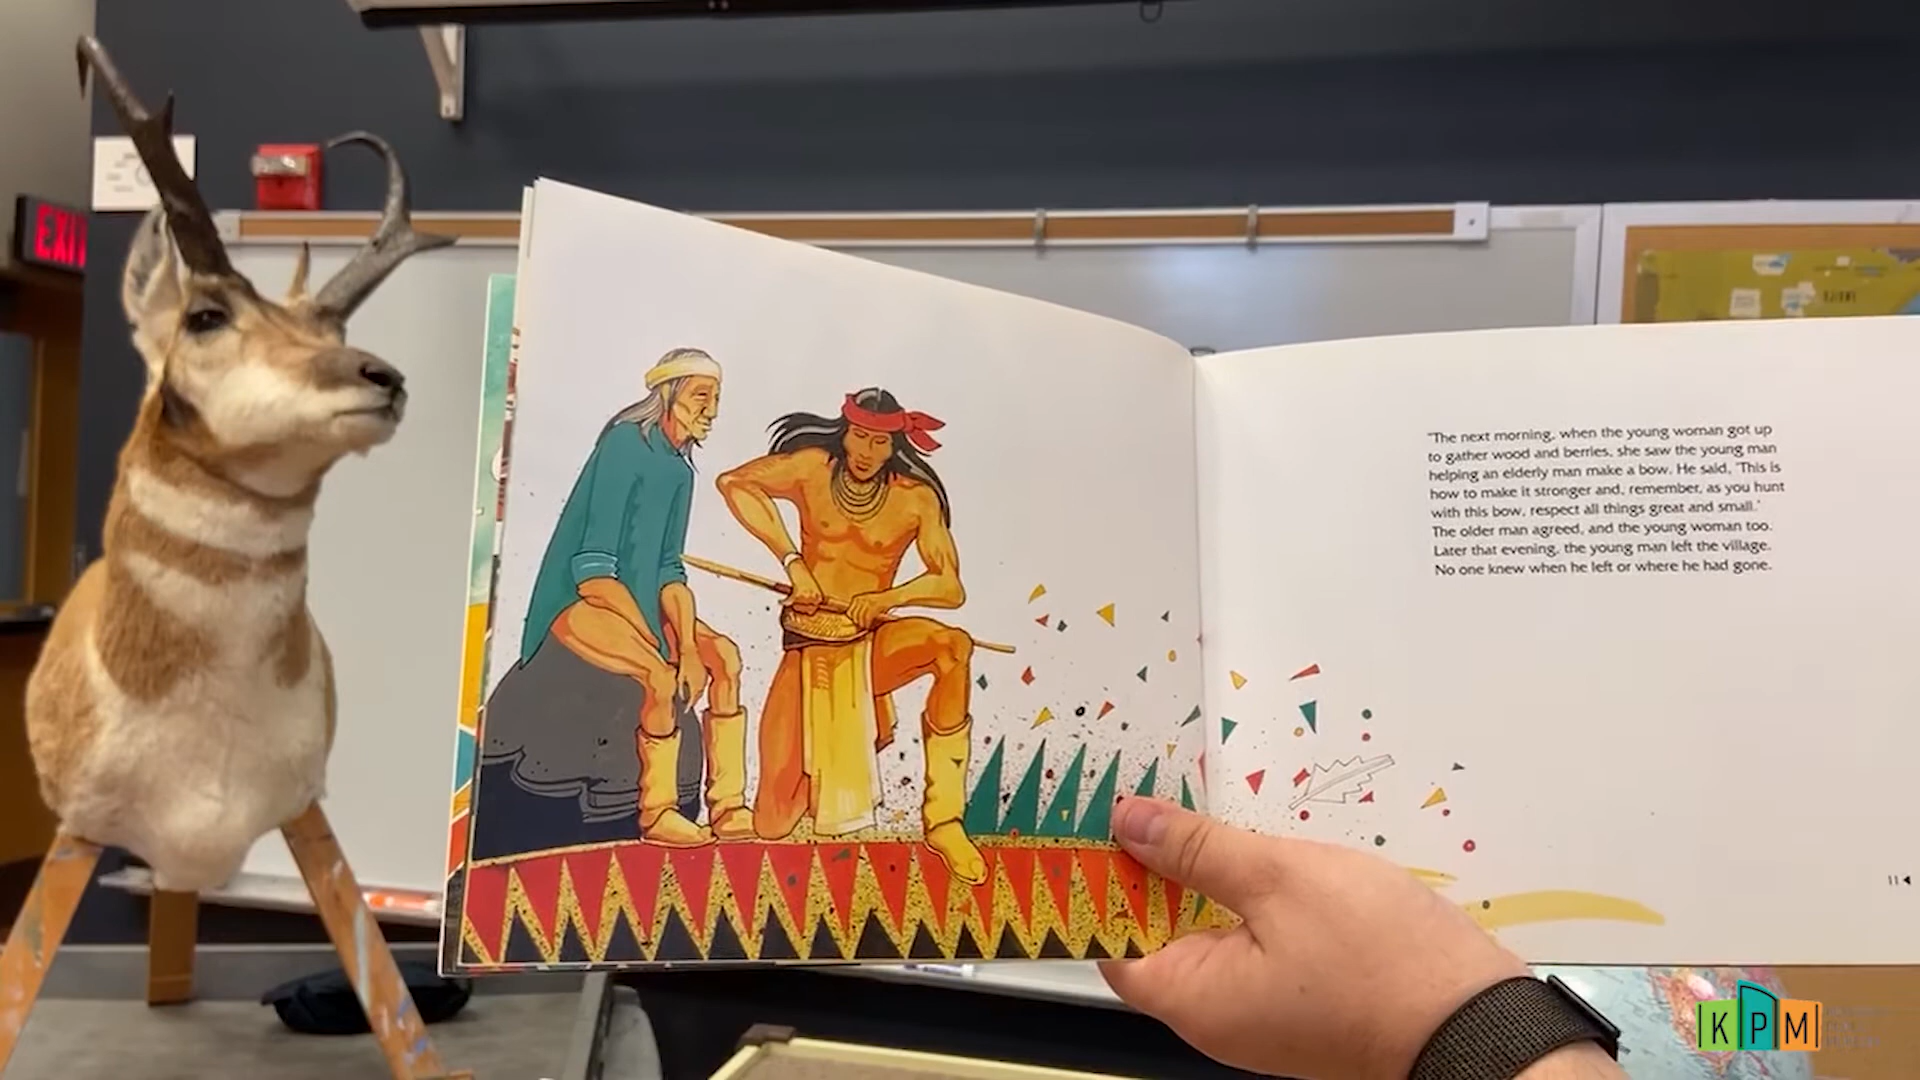 EXIT
"The next morning, when the young woman got up
to gather wood and berries, she saw the young man
helping an elderly man make a bow. He said, 'This is
how to make it stronger and, remember, as you hunt
with this bow, respect all things great and small.'
The older man agreed, and the young woman too.
Later that evening, the young man left the village.
No one knew when he left or where he had gone.
11
KPM